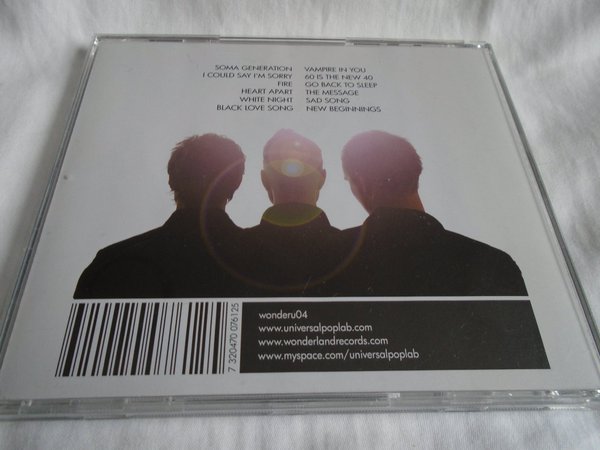 SOMA GENERATION
I COULD SAY I'M SORRY
FIRE
HEART APART
WHITE NIGHT
BLACK LOVE SONG
VAMPIRE IN YOU
60 IS THE NEW 40
GO BACK TO SLEEP
THE MESSAGE
SAD SONG
NEW BEGINNINGS
7 320470 076125
wonderu04
www.universalpoplab.com
www.wonderlandrecords.com
www.myspace.com/universalpoplab